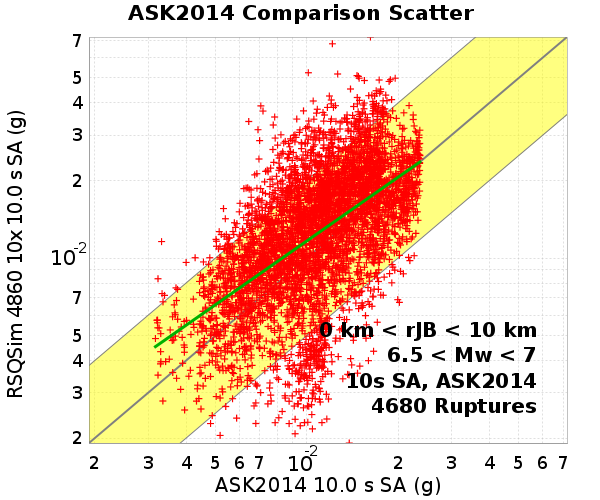 ASK2014 Comparison Scatter
RSQSim 4860 10x 10.0 s SA (g)
7
5
4
3
2
10-2
7
5
4
3
2
0 km < rJB < 10 km
6.5 < Mw < 7
10s SA, ASK2014
4680 Ruptures
2 3 4 5 6 7 10-2 2 3 4 5 6 7
ASK2014 10.0 s SA (g)